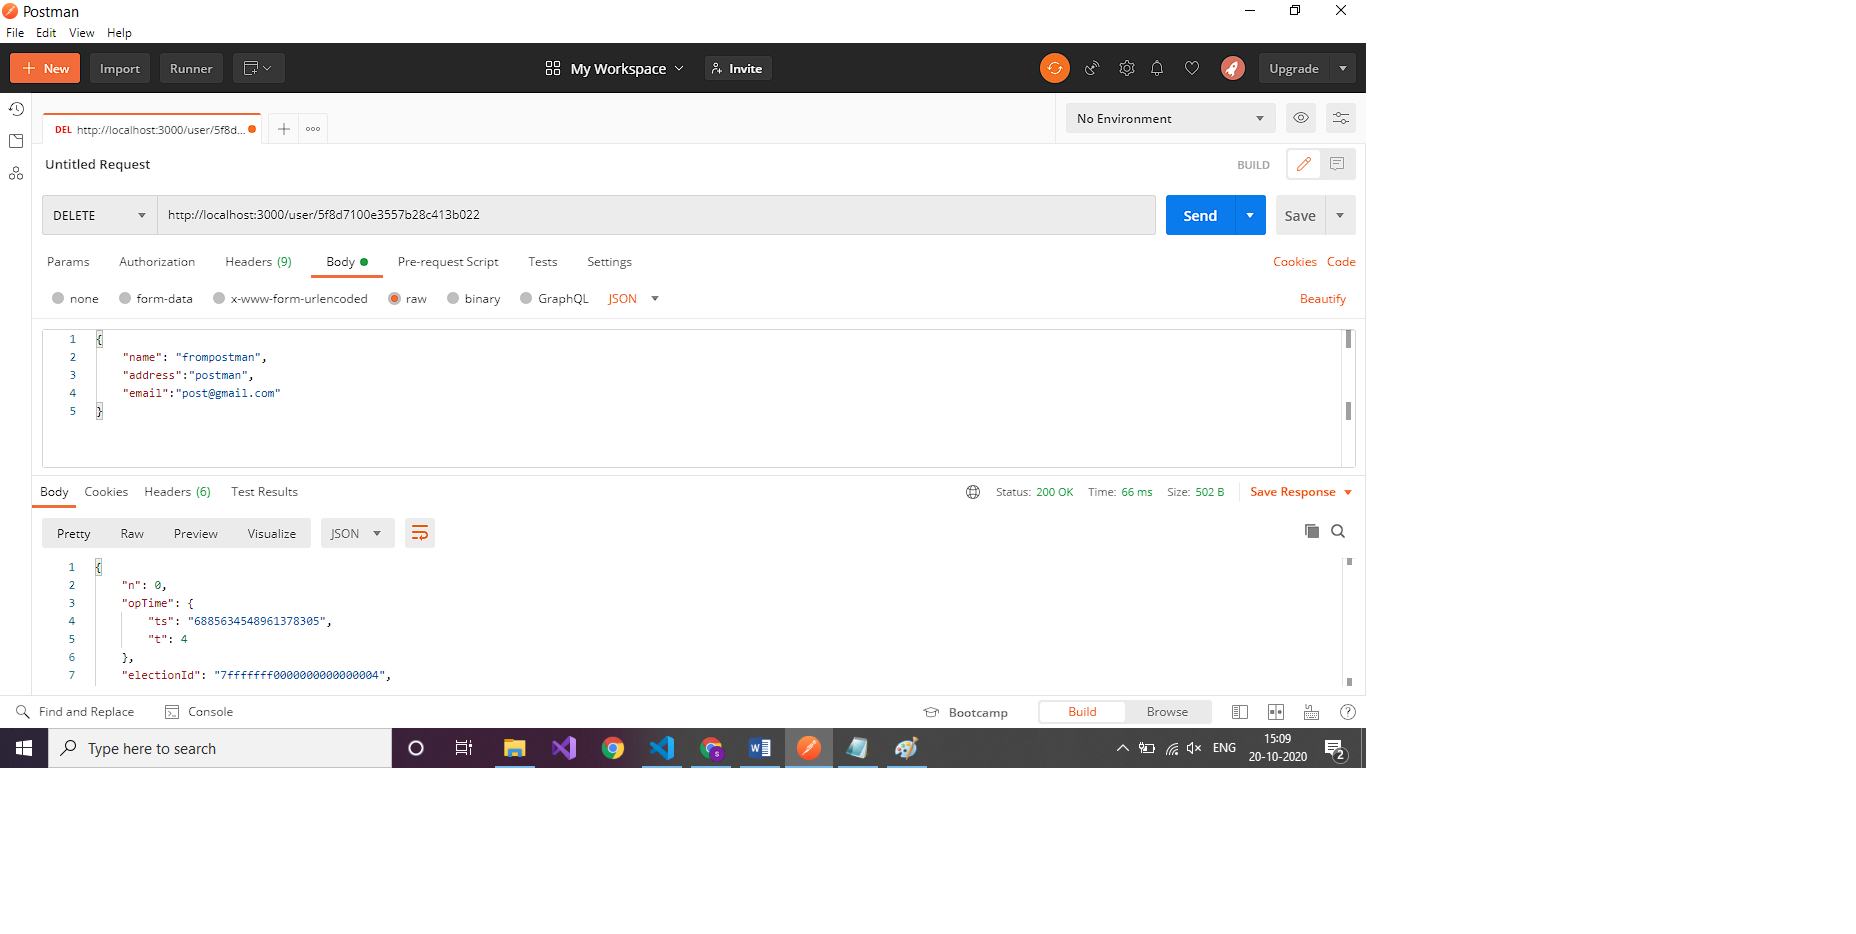 Postman
File Edit View Help
New Import Runner My Workspace Invite Upgrade
DEL http://localhost:3000/user/5f8d... No Environment
Untitled Request BUILD
DELETE http://localhost:3000/user/5f8d7100e3557b28c413b022 Send Save
Params Authorization Headers (9) Body Pre-request Script Tests Settings Cookies Code
none form-data x-www-form-urlencoded raw binary GraphQL JSON Beautify
1 {
2 "name": "frompostman",
3 "address":"postman",
4 "email":"post@gmail.com"
5 }
Body Cookies Headers (6) Test Results Status: 200 OK Time: 66 ms Size: 502 B Save Response
Pretty Raw Preview Visualize JSON
1 {
2 "n": 0,
3 "opTime": {
4 "ts": "6885634548961378305",
5 "t": 4
6 },
7 "electionId": "7fffffff0000000000000004",
Find and Replace Console Bootcamp Build Browse
Type here to search ENG 15:09
20-10-2020 2